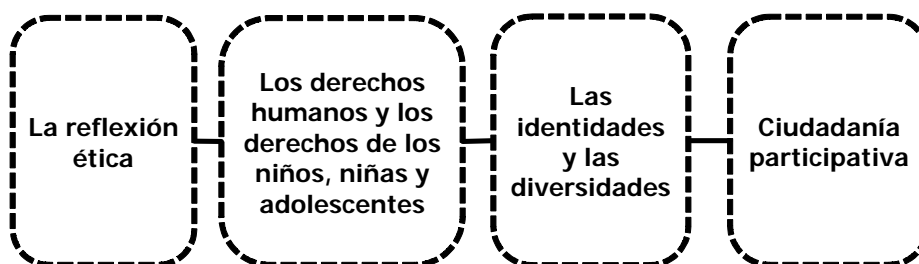 La reflexión
ética
Los derechos
humanos y los
derechos de los
niños, niñas y
adolescentes
Las
identidades
y las
diversidades
Ciudadanía
participativa